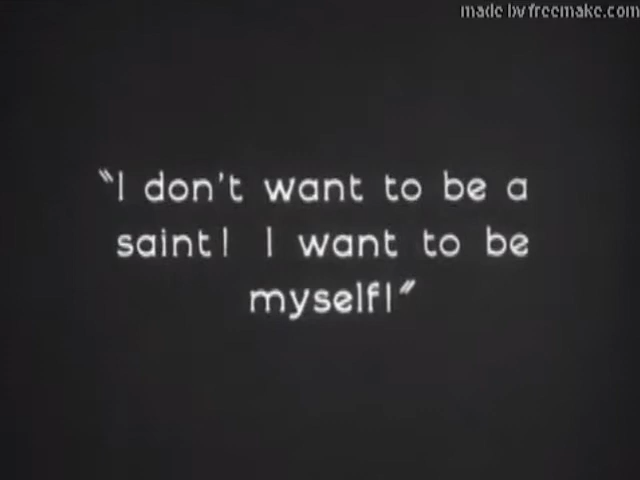 made by freemake.com
"I don't want to be a
saint! I want to be
myself!"